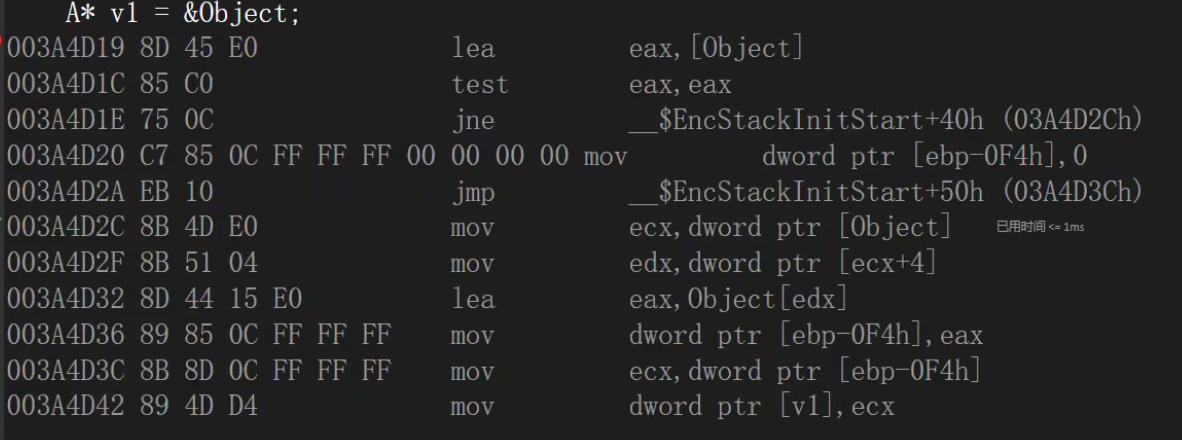 A* v1 = &Object;
003A4D19 8D 45 E0 lea eax,[Object]
003A4D1C 85 C0 test eax,eax
003A4D1E 75 0C jne __$EncStackInitStart+40h (03A4D2Ch)
003A4D20 C7 85 0C FF FF FF 00 00 00 00 mov dword ptr [ebp-0F4h],0
003A4D2A EB 10 jmp __$EncStackInitStart+50h (03A4D3Ch)
003A4D2C 8B 4D E0 mov ecx,dword ptr [Object] 已用时间 <= 1ms
003A4D2F 8B 51 04 mov edx,dword ptr [ecx+4]
003A4D32 8D 44 15 E0 lea eax,Object[edx]
003A4D36 89 85 0C FF FF FF mov dword ptr [ebp-0F4h],eax
003A4D3C 8B 8D 0C FF FF FF mov ecx,dword ptr [ebp-0F4h]
003A4D42 89 4D D4 mov dword ptr [v1],ecx